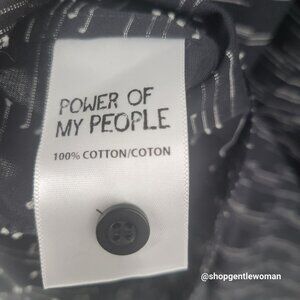 POWER OF
MY PEOPLE
100% COTTON/COTON
@shopgentlewoman